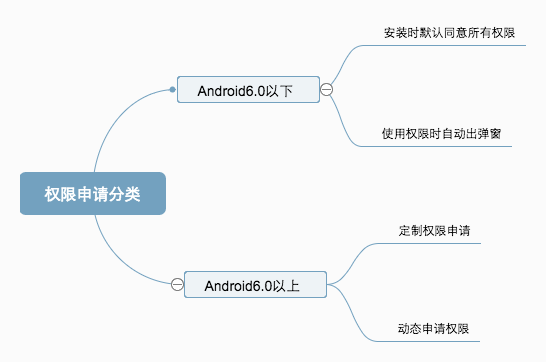 安装时默认同意所有权限
Android6.0以下
使用权限时自动出弹窗
权限申请分类
定制权限申请
Android6.0以上
动态申请权限